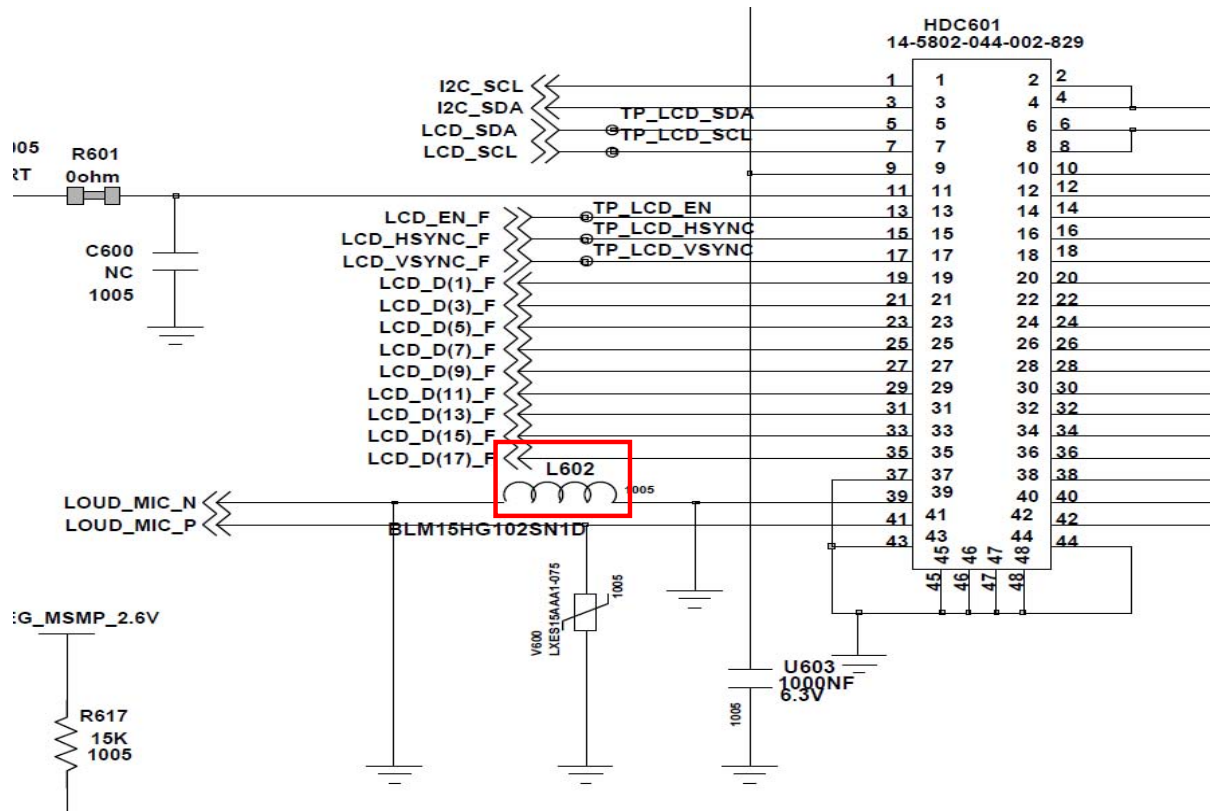 HDC601
14-5802-044-002-829
I2C_SCL 1 1 2 2
I2C_SDA 3 3 4 4
TP_LCD_SDA
LCD_SDA 5 5 6 6
TP_LCD_SCL
LCD_SCL 7 7 8 8
9 9 10 10
R601
0ohm
11 11 12 12
LCD_EN_F TP_LCD_EN 13 13 14 14
LCD_HSYNC_F TP_LCD_HSYNC 15 15 16 16
LCD_VSYNC_F TP_LCD_VSYNC 17 17 18 18
C600
NC
1005
LCD_D(1)_F 19 19 20 20
LCD_D(3)_F 21 21 22 22
LCD_D(5)_F 23 23 24 24
LCD_D(7)_F 25 25 26 26
LCD_D(9)_F 27 27 28 28
LCD_D(11)_F 29 29 30 30
LCD_D(13)_F 31 31 32 32
LCD_D(15)_F 33 33 34 34
LCD_D(17)_F 35 35 36 36
L602
1005
37 37 38 38
LOUD_MIC_N 39 39 40 40
LOUD_MIC_P 41 41 42 42
BLM15HG102SN1D
43 43 44 44
45 46 47 48
45 46 47 48
V600
LXES15AAA1-075
1005
EG_MSMP_2.6V
U603
1000NF
6.3V
1005
R617
15K
1005